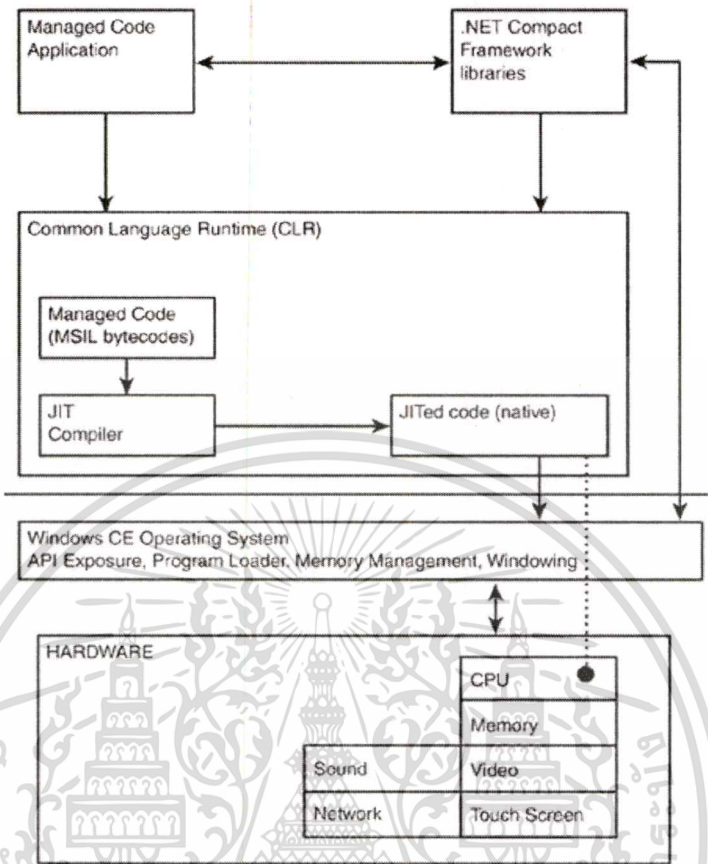 Managed Code
Application
.NET Compact
Framework
libraries
Common Language Runtime (CLR)
Managed Code
(MSIL bytecodes)
JIT
Compiler
JITed code (native)
Windows CE Operating System
API Exposure, Program Loader, Memory Management, Windowing
HARDWARE
CPU
Memory
Sound
Video
Network
Touch Screen